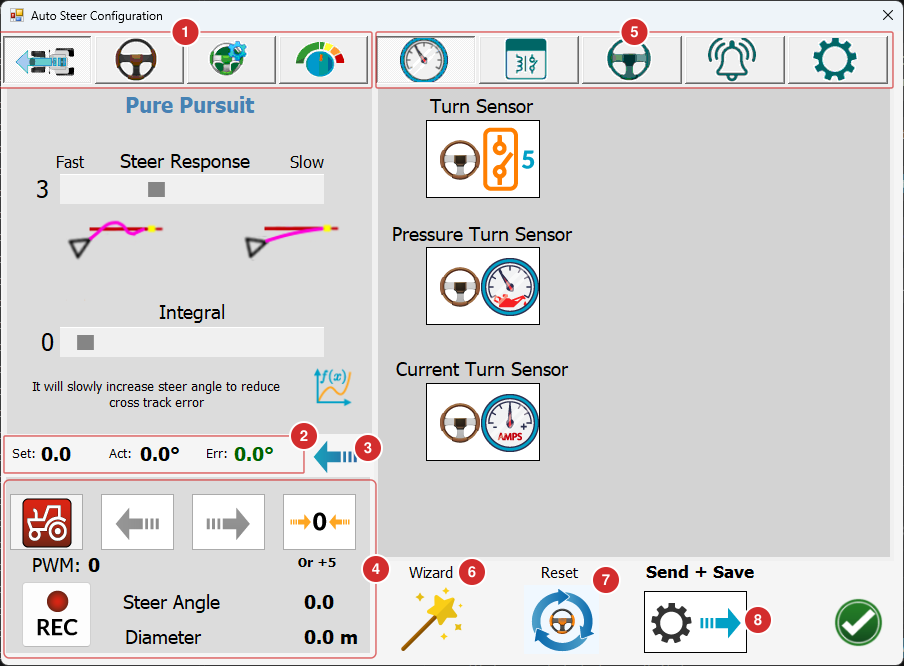 Auto Steer Configuration
1
5
Pure Pursuit
Fast Steer Response Slow
3
Integral
0
It will slowly increase steer angle to reduce
cross track error
f(x)
Turn Sensor
5
Pressure Turn Sensor
Current Turn Sensor
- +
AMPS
2
3
Set: 0.0 Act: 0.0° Err: 0.0°
0
PWM: 0
0r +5
4
REC
Steer Angle 0.0
Diameter 0.0 m
Wizard 6
Reset 7
Send + Save
8